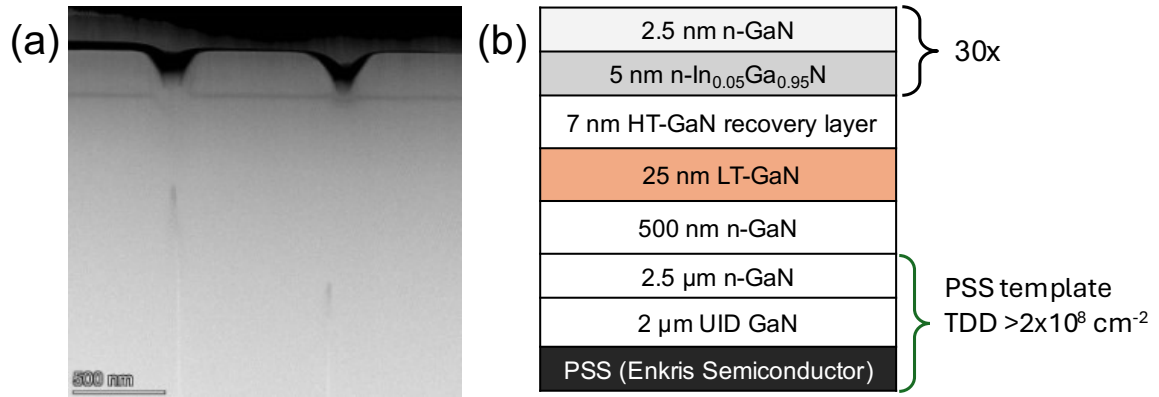 (a)
500 nm
(b)
2.5 nm n-GaN
5 nm n-In₀.₀₅Ga₀.₉₅N
30x
7 nm HT-GaN recovery layer
25 nm LT-GaN
500 nm n-GaN
2.5 µm n-GaN
2 µm UID GaN
PSS (Enkris Semiconductor)
PSS template
TDD >2x10⁸ cm⁻²